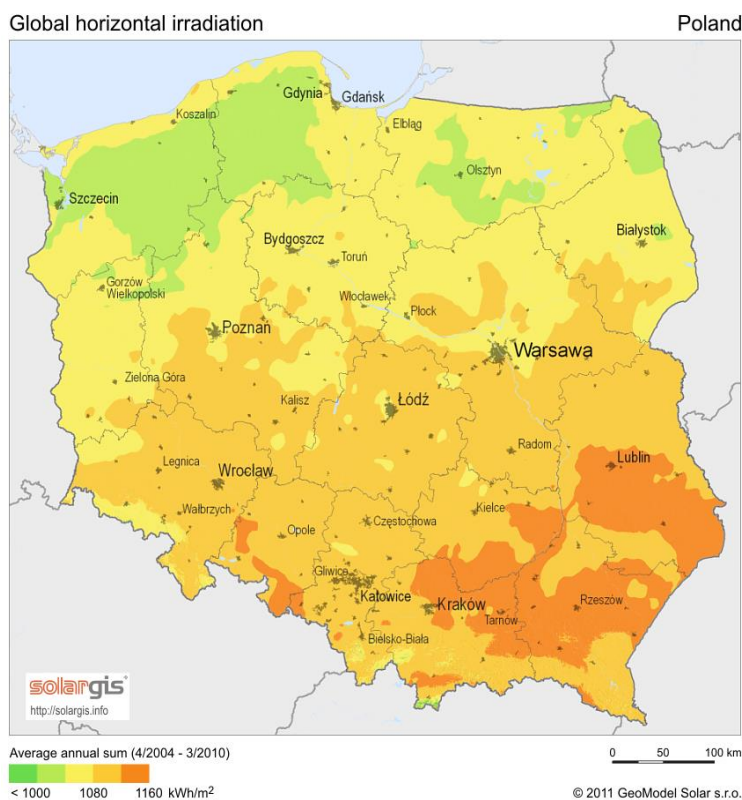 Global horizontal irradiation
Poland
Gdynia
Gdańsk
Koszalin
Elbląg
Olsztyn
Szczecin
Białystok
Bydgoszcz
Toruń
Gorzów
Wielkopolski
Włocławek
Płock
Poznań
Warsawa
Zielona Góra
Kalisz
Łódź
Radom
Lublin
Legnica
Wrocław
Wałbrzych
Kielce
Opole
Częstochowa
Gliwice
Katowice
Kraków
Tarnów
Rzeszów
Bielsko-Biała
solargis
http://solargis.info
Average annual sum (4/2004 - 3/2010)
0 50 100 km
< 1000 1080 1160 kWh/m²
© 2011 GeoModel Solar s.r.o.